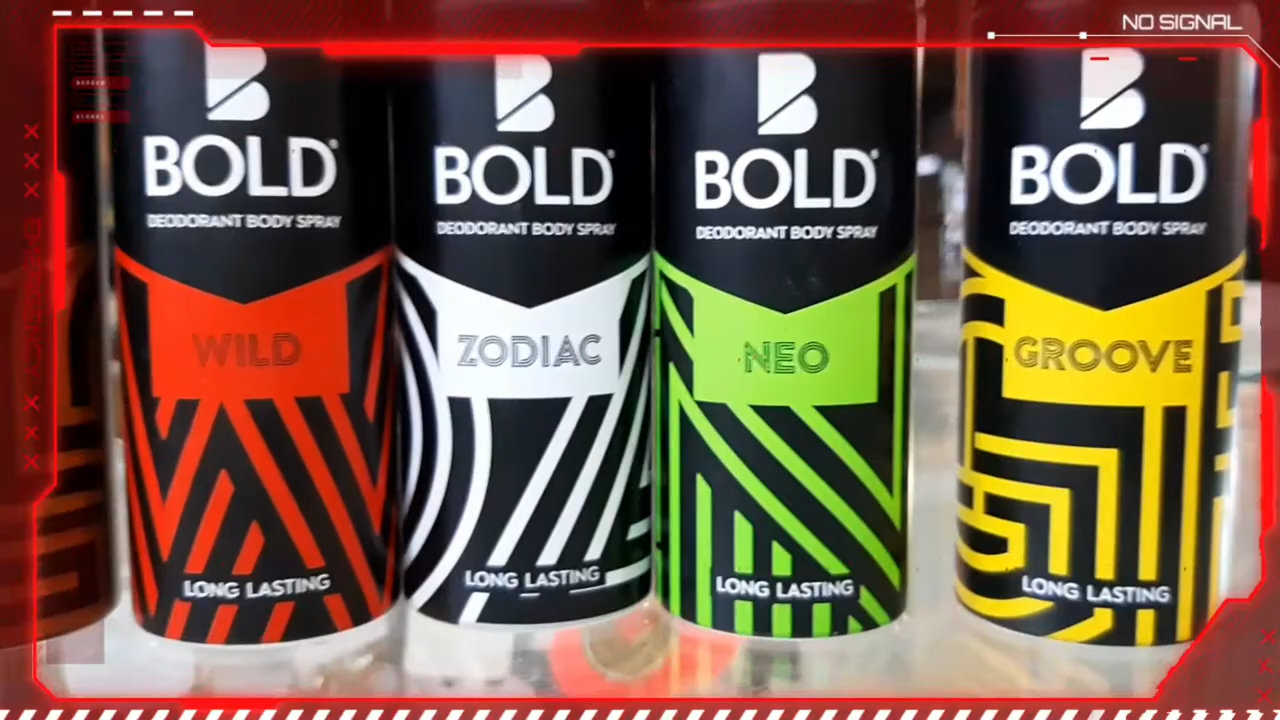 NO SIGNAL
BOLD
DEODORANT BODY SPRAY
WILD
LONG LASTING
BOLD
DEODORANT BODY SPRAY
ZODIAC
LONG LASTING
BOLD
DEODORANT BODY SPRAY
NEO
LONG LASTING
BOLD
DEODORANT BODY SPRAY
GROOVE
LONG LASTING